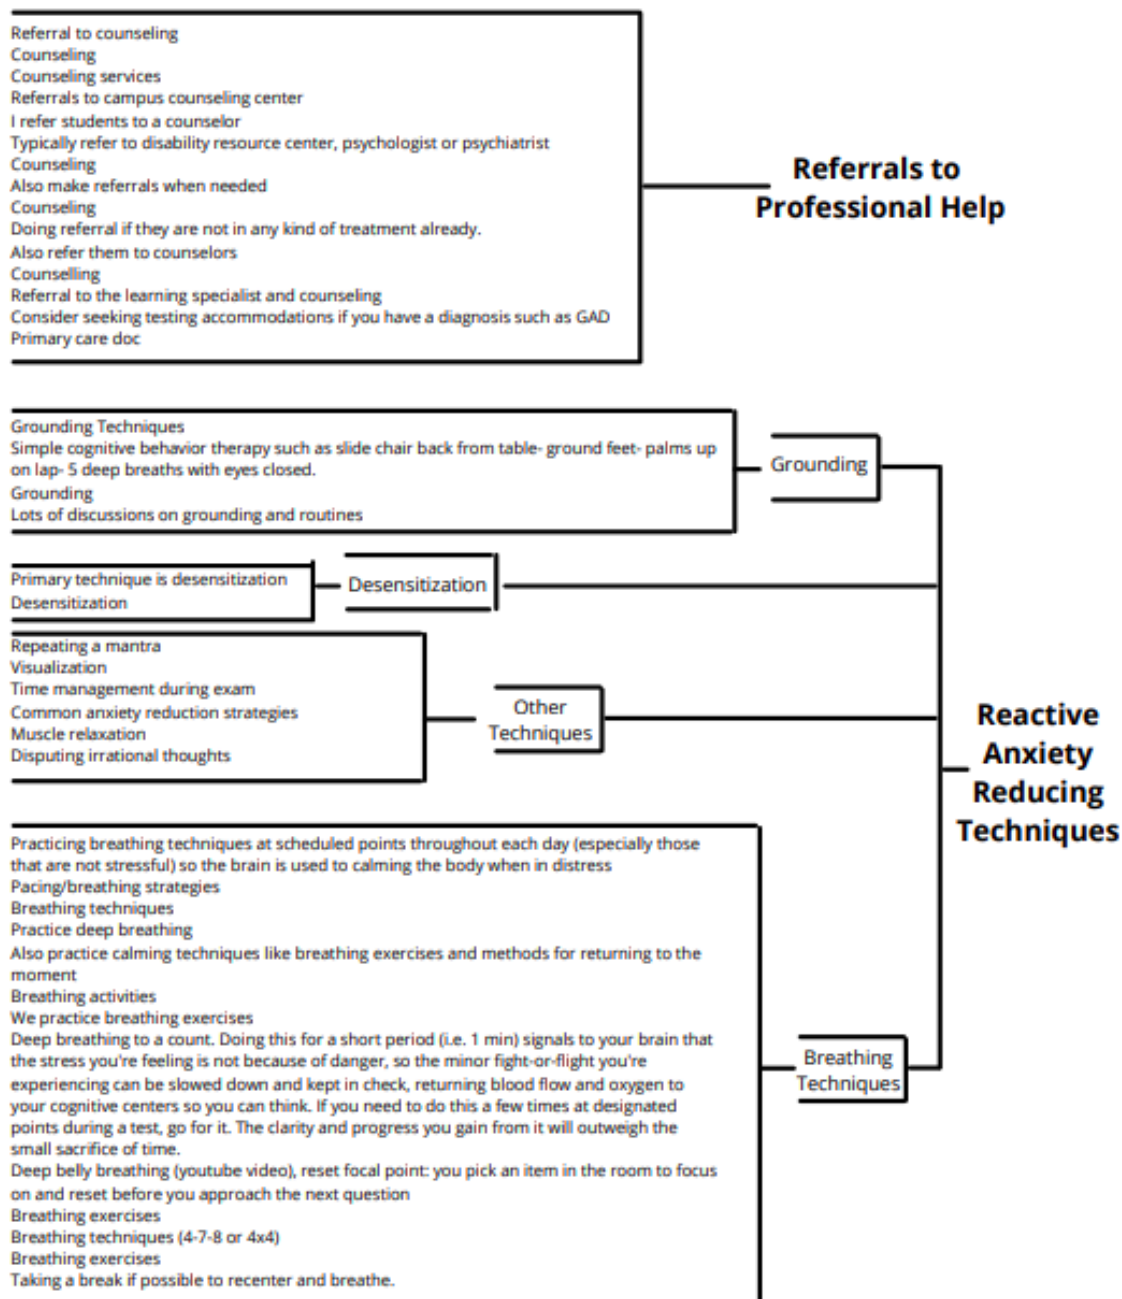 Referral to counseling
Counseling
Counseling services
Referrals to campus counseling center
I refer students to a counselor
Typically refer to disability resource center, psychologist or psychiatrist
Counseling
Also make referrals when needed
Counseling
Doing referral if they are not in any kind of treatment already.
Also refer them to counselors
Counselling
Referral to the learning specialist and counseling
Consider seeking testing accommodations if you have a diagnosis such as GAD
Primary care doc
Referrals to
Professional Help
Grounding Techniques
Simple cognitive behavior therapy such as slide chair back from table- ground feet- palms up
on lap- 5 deep breaths with eyes closed.
Grounding
Lots of discussions on grounding and routines
Grounding
Primary technique is desensitization
Desensitization
Desensitization
Repeating a mantra
Visualization
Time management during exam
Common anxiety reduction strategies
Muscle relaxation
Disputing irrational thoughts
Other
Techniques
Reactive
Anxiety
Reducing
Techniques
Practicing breathing techniques at scheduled points throughout each day (especially those
that are not stressful) so the brain is used to calming the body when in distress
Pacing/breathing strategies
Breathing techniques
Practice deep breathing
Also practice calming techniques like breathing exercises and methods for returning to the
moment
Breathing activities
We practice breathing exercises
Deep breathing to a count. Doing this for a short period (i.e. 1 min) signals to your brain that
the stress you're feeling is not because of danger, so the minor fight-or-flight you're
experiencing can be slowed down and kept in check, returning blood flow and oxygen to
your cognitive centers so you can think. If you need to do this a few times at designated
points during a test, go for it. The clarity and progress you gain from it will outweigh the
small sacrifice of time.
Deep belly breathing (youtube video), reset focal point: you pick an item in the room to focus
on and reset before you approach the next question
Breathing exercises
Breathing techniques (4-7-8 or 4x4)
Breathing exercises
Taking a break if possible to recenter and breathe.
Breathing
Techniques